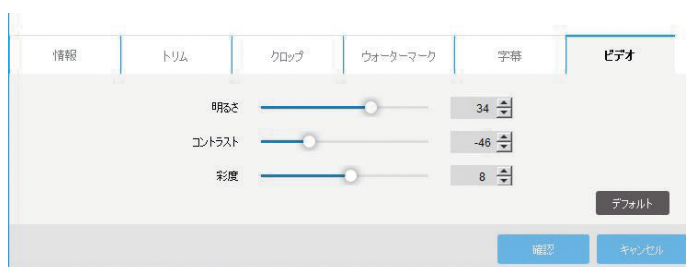 情報 トリム クロップ ウォーターマーク 字幕 ビデオ
明るさ 34
コントラスト -46
彩度 8
デフォルト
確認 キャンセル